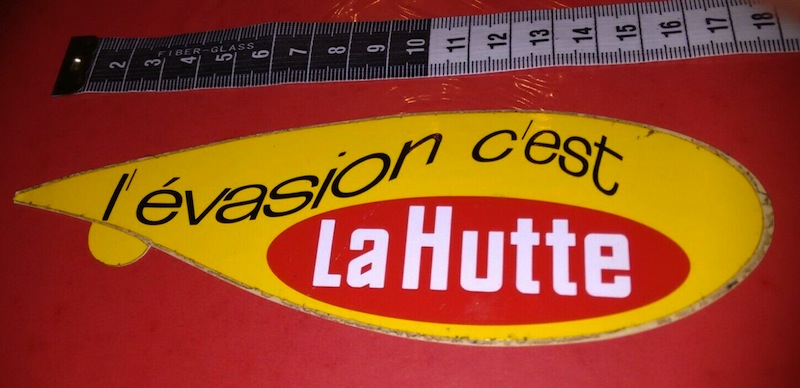 FIBER-GLASS
2 3 4 5 6 7 8 9 10 11 12 13 14 15 16 17 18
l'évasion c'est
La Hutte